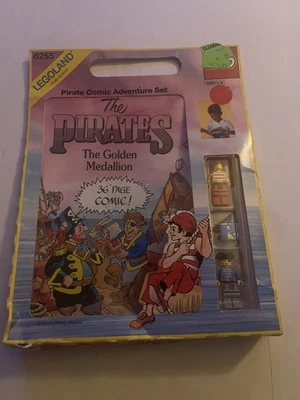 6255
LEGOLAND
Pirate Comic Adventure Set
The
PIRATES
The Golden
Medallion
36 PAGE
COMIC!